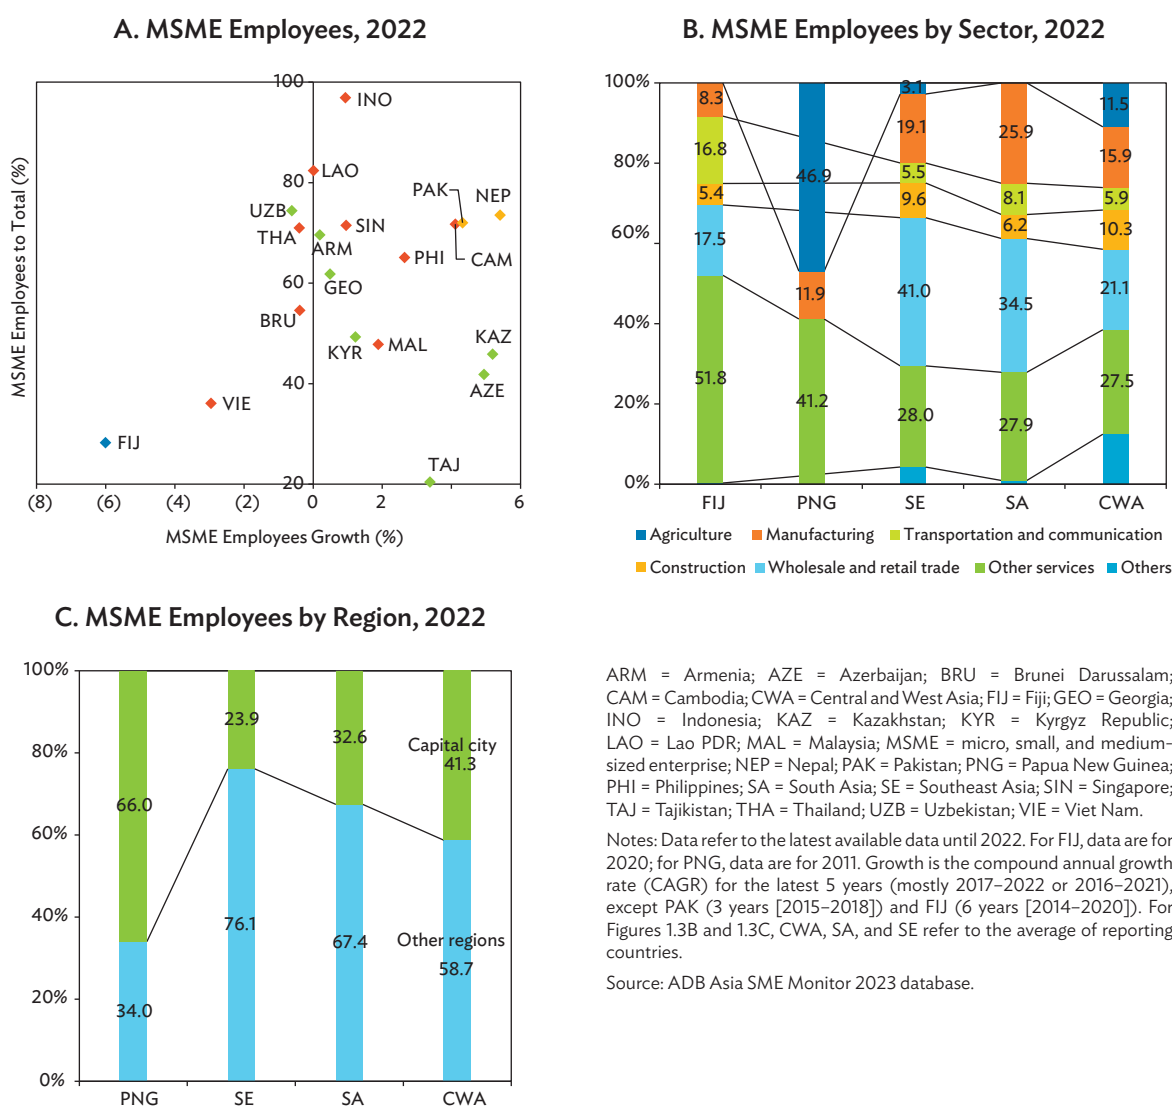 A. MSME Employees, 2022
MSME Employees to Total (%)
100
80
60
40
20
INO
LAO
PAK
NEP
UZB
SIN
THA
ARM
PHI
CAM
GEO
BRU
KYR
MAL
KAZ
AZE
VIE
FIJ
TAJ
(8) (6) (4) (2) 0 2 6
MSME Employees Growth (%)
B. MSME Employees by Sector, 2022
100%
80%
60%
40%
20%
0%
8.3
16.8
5.4
17.5
51.8
46.9
11.9
41.2
3.1
19.1
5.5
9.6
41.0
28.0
25.9
8.1
6.2
34.5
27.9
11.5
15.9
5.9
10.3
21.1
27.5
FIJ PNG SE SA CWA
Agriculture Manufacturing Transportation and communication
Construction Wholesale and retail trade Other services Others
C. MSME Employees by Region, 2022
100%
80%
60%
40%
20%
0%
66.0
34.0
23.9
76.1
32.6
67.4
Capital city
41.3
Other regions
58.7
PNG SE SA CWA
ARM = Armenia; AZE = Azerbaijan; BRU = Brunei Darussalam;
CAM = Cambodia; CWA = Central and West Asia; FIJ = Fiji; GEO = Georgia;
INO = Indonesia; KAZ = Kazakhstan; KYR = Kyrgyz Republic;
LAO = Lao PDR; MAL = Malaysia; MSME = micro, small, and medium-
sized enterprise; NEP = Nepal; PAK = Pakistan; PNG = Papua New Guinea;
PHI = Philippines; SA = South Asia; SE = Southeast Asia; SIN = Singapore;
TAJ = Tajikistan; THA = Thailand; UZB = Uzbekistan; VIE = Viet Nam.
Notes: Data refer to the latest available data until 2022. For FIJ, data are for
2020; for PNG, data are for 2011. Growth is the compound annual growth
rate (CAGR) for the latest 5 years (mostly 2017–2022 or 2016–2021),
except PAK (3 years [2015–2018]) and FIJ (6 years [2014–2020]). For
Figures 1.3B and 1.3C, CWA, SA, and SE refer to the average of reporting
countries.
Source: ADB Asia SME Monitor 2023 database.